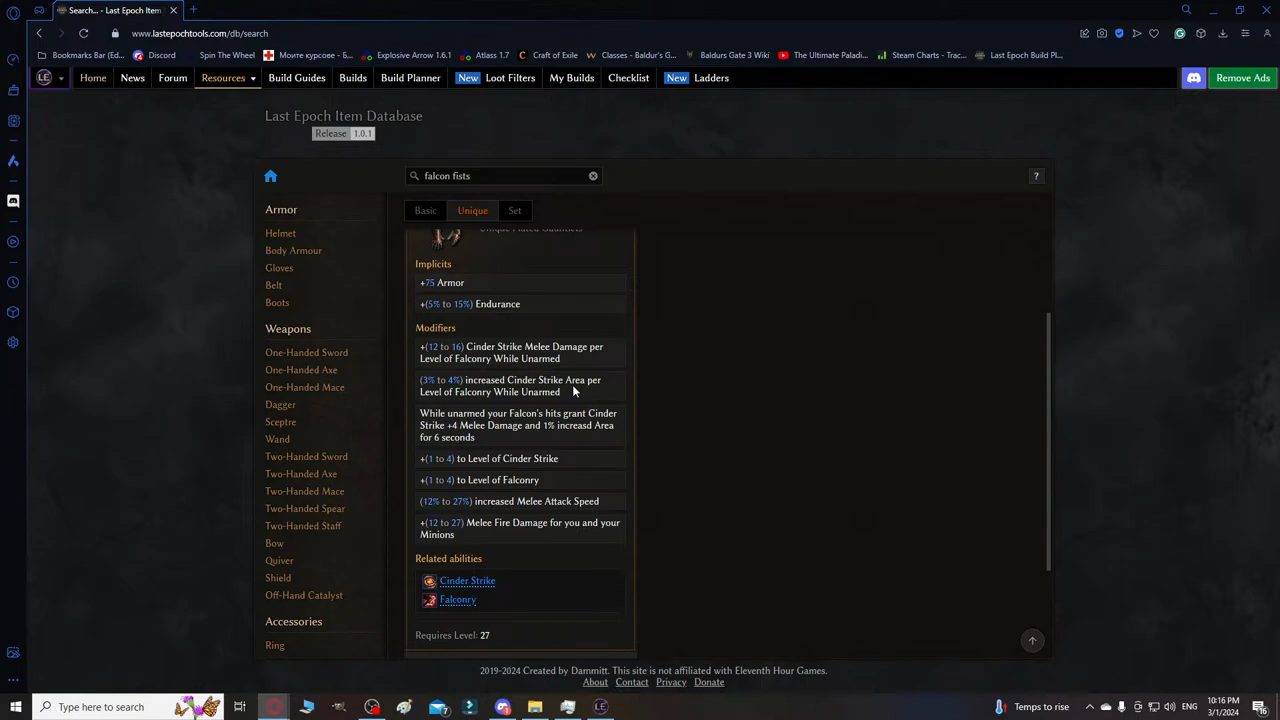 Search... - Last Epoch Item
www.lastepochtools.com/db/search
Bookmarks Bar (Ed...
Discord
Spin The Wheel
Моите курсове - Б...
Explosive Arrow 1.6.1
Atlass 1.7
Craft of Exile
Classes - Baldur's G...
Baldurs Gate 3 Wiki
The Ultimate Paladi...
Steam Charts - Trac...
Last Epoch Build Pl...
Home
News
Forum
Resources
Build Guides
Builds
Build Planner
New Loot Filters
My Builds
Checklist
New Ladders
Remove Ads
Last Epoch Item Database
Release 1.0.1
falcon fists
?
Basic
Unique
Set
Armor
Helmet
Body Armour
Gloves
Belt
Boots
Weapons
One-Handed Sword
One-Handed Axe
One-Handed Mace
Dagger
Sceptre
Wand
Two-Handed Sword
Two-Handed Axe
Two-Handed Mace
Two-Handed Spear
Two-Handed Staff
Bow
Quiver
Shield
Off-Hand Catalyst
Accessories
Ring
Unique Plated Gauntlets
Implicits
+75 Armor
+(5% to 15%) Endurance
Modifiers
+(12 to 16) Cinder Strike Melee Damage per
Level of Falconry While Unarmed
(3% to 4%) increased Cinder Strike Area per
Level of Falconry While Unarmed
While unarmed your Falcon's hits grant Cinder
Strike +4 Melee Damage and 1% increasd Area
for 6 seconds
+(1 to 4) to Level of Cinder Strike
+(1 to 4) to Level of Falconry
(12% to 27%) increased Melee Attack Speed
+(12 to 27) Melee Fire Damage for you and your
Minions
Related abilities
Cinder Strike
Falconry
Requires Level: 27
2019-2024 Created by Dammitt. This site is not affiliated with Eleventh Hour Games.
About
Contact
Privacy
Donate
Type here to search
Temps to rise
ENG
10:16 PM
3/1/2024